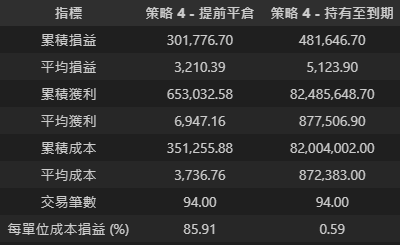 指標 策略 4 - 提前平倉 策略 4 - 持有至到期
累積損益 301,776.70 481,646.70
平均損益 3,210.39 5,123.90
累積獲利 653,032.58 82,485,648.70
平均獲利 6,947.16 877,506.90
累積成本 351,255.88 82,004,002.00
平均成本 3,736.76 872,383.00
交易筆數 94.00 94.00
每單位成本損益 (%) 85.91 0.59